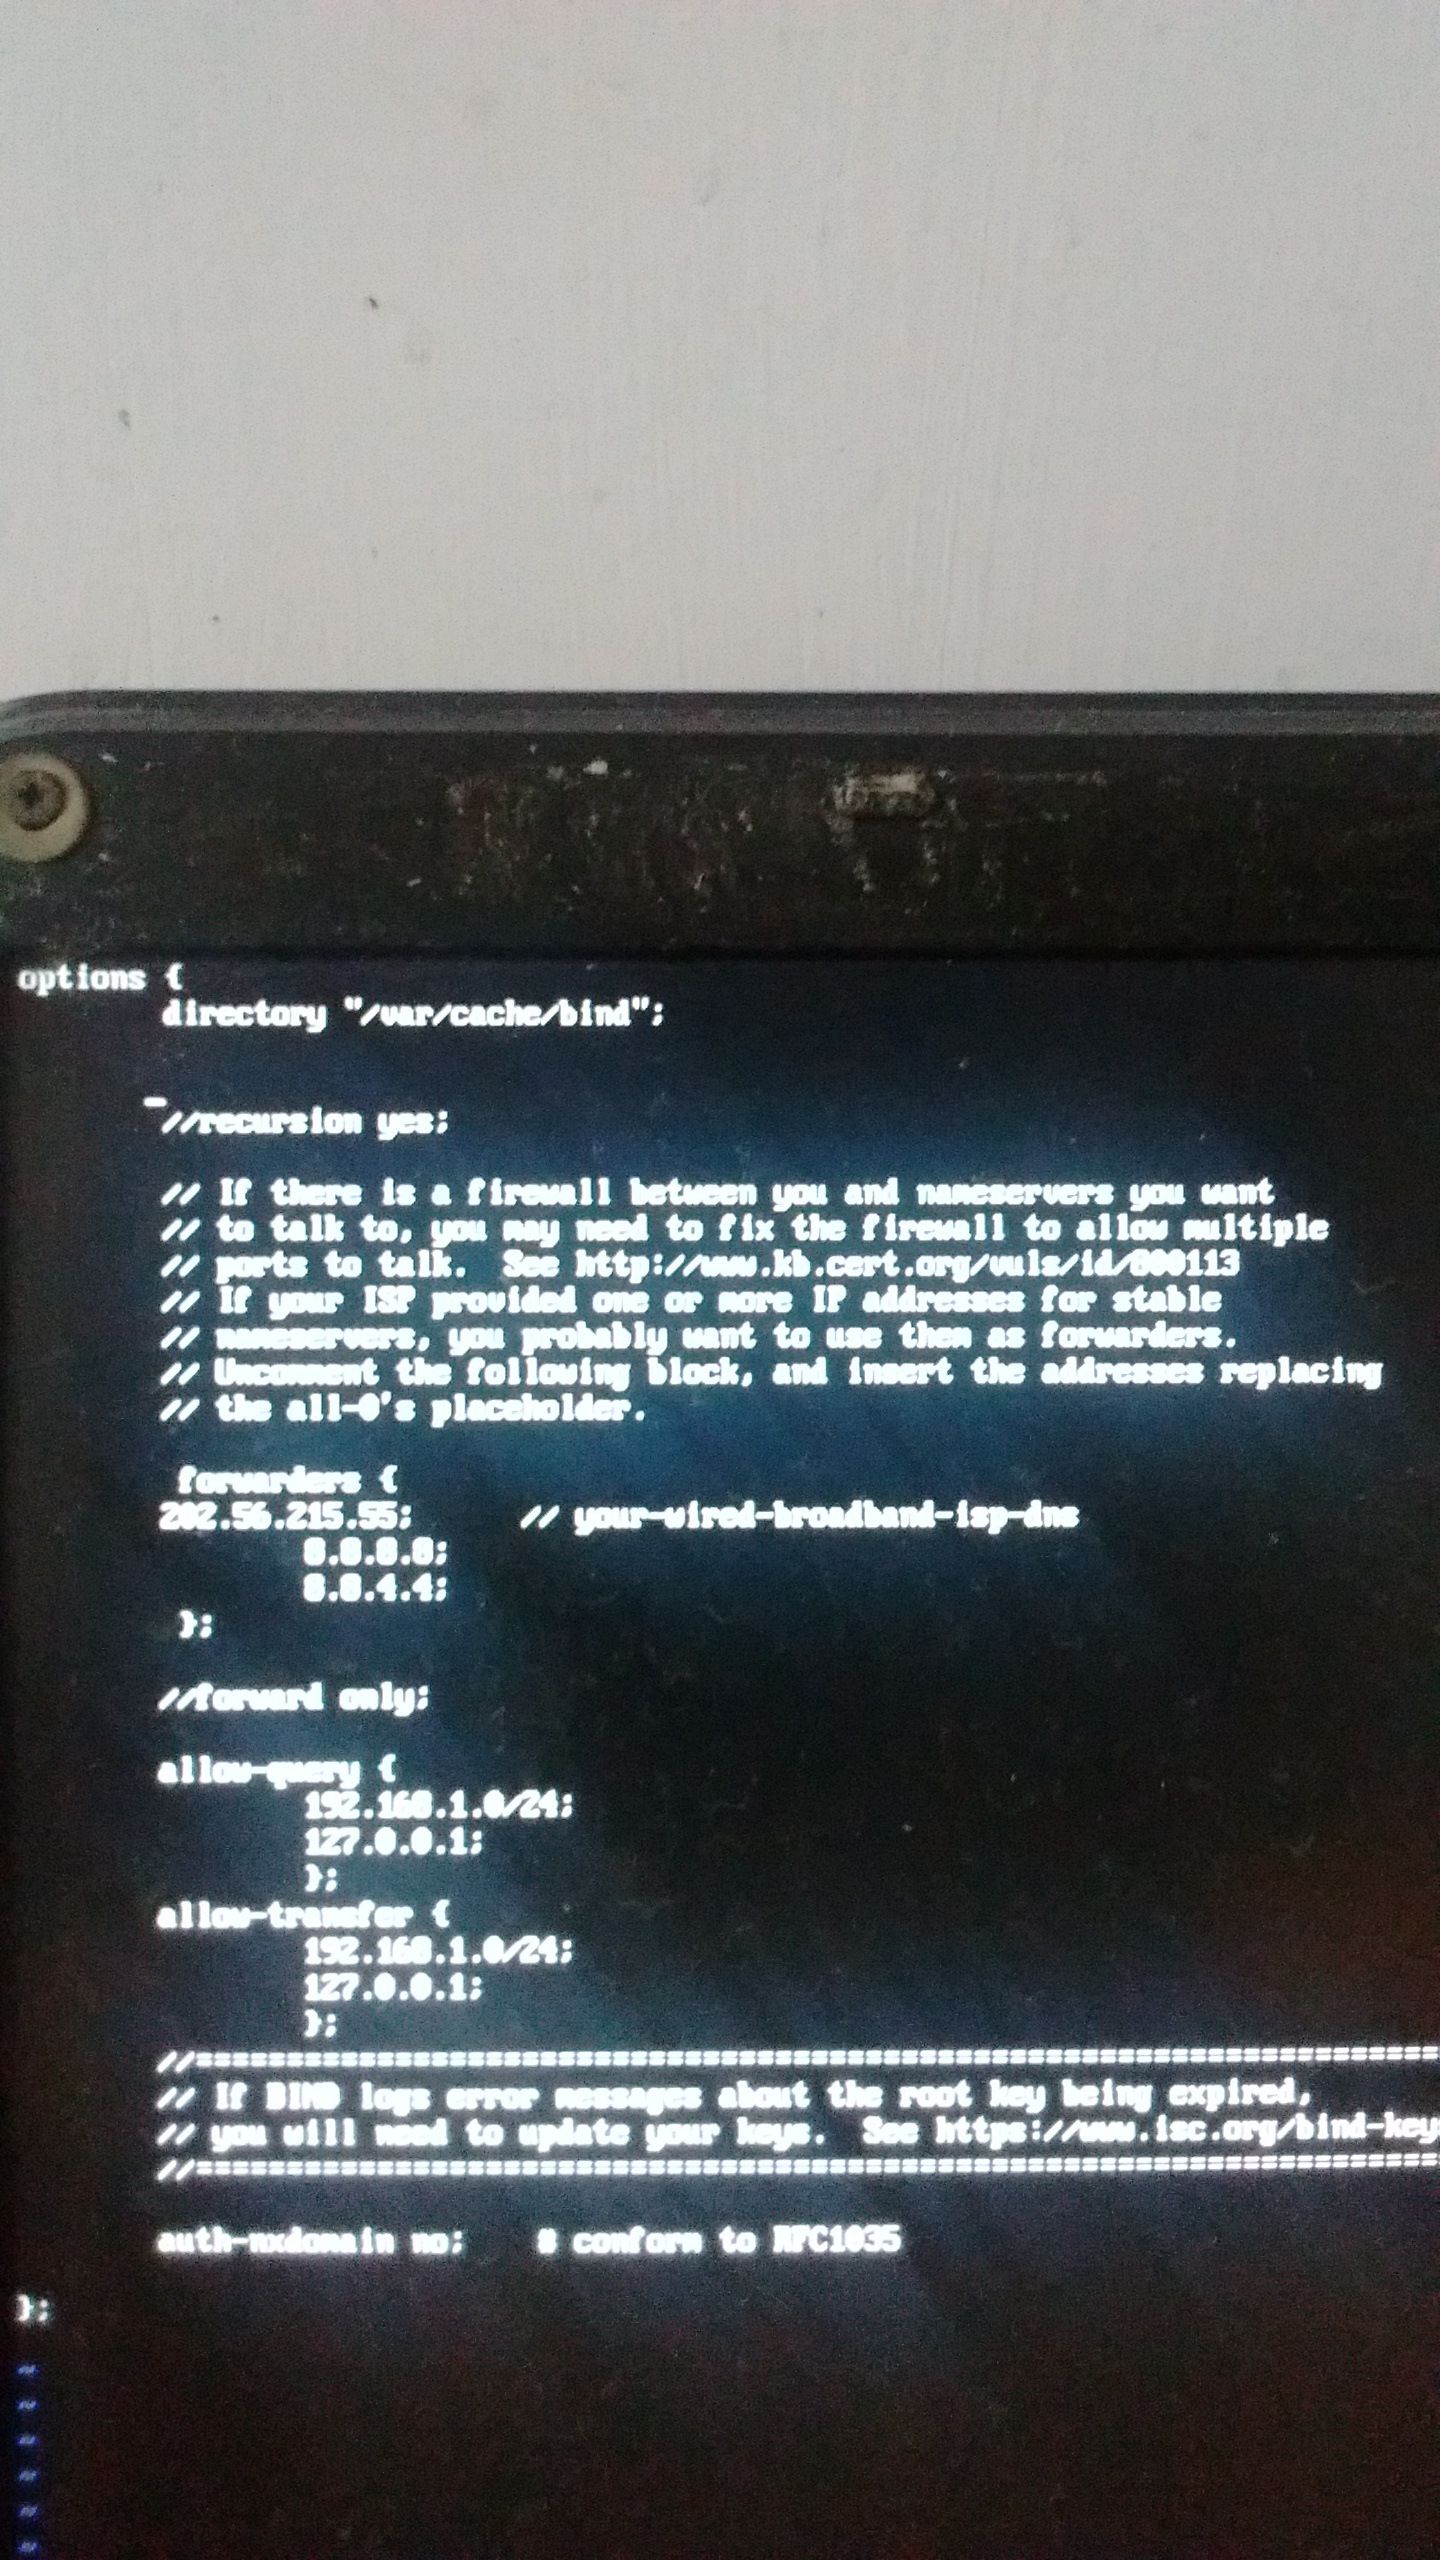 options {
directory "/var/cache/bind";
//recursion yes;
// If there is a firewall between you and nameservers you want
// to talk to, you may need to fix the firewall to allow multiple
// ports to talk.  See http://www.kb.cert.org/vuls/id/800113
// If your ISP provided one or more IP addresses for stable
// nameservers, you probably want to use them as forwarders.
// Uncomment the following block, and insert the addresses replacing
// the all-0's placeholder.
forwarders {
202.56.215.55;      // your-wired-broadband-isp-dns
8.8.8.8;
8.8.4.4;
};
//forward only;
allow-query {
192.168.1.0/24;
127.0.0.1;
};
allow-transfer {
192.168.1.0/24;
127.0.0.1;
};
//=====================================================================
// If BIND logs error messages about the root key being expired,
// you will need to update your keys.  See https://www.isc.org/bind-key
//=====================================================================
auth-nxdomain no;    # conform to RFC1035
};
~
~
~
~
~
~